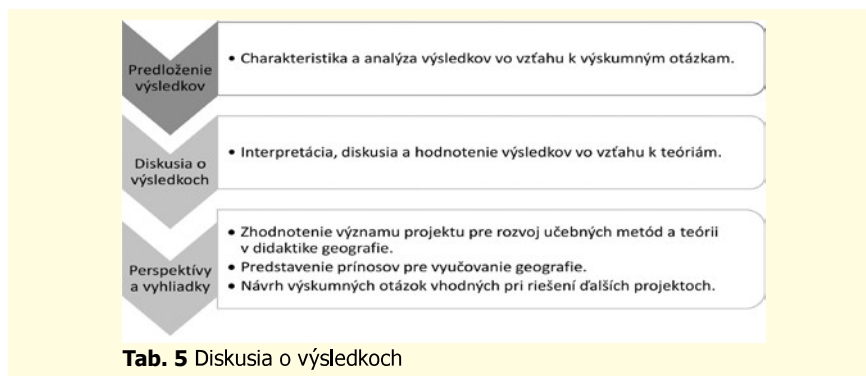 Predloženie
výsledkov
• Charakteristika a analýza výsledkov vo vzťahu k výskumným otázkam.
Diskusia o
výsledkoch
• Interpretácia, diskusia a hodnotenie výsledkov vo vzťahu k teóriám.
Perspektívy
a vyhliadky
• Zhodnotenie významu projektu pre rozvoj učebných metód a teórii
v didaktike geografie.
• Predstavenie prínosov pre vyučovanie geografie.
• Návrh výskumných otázok vhodných pri riešení ďalších projektoch.
Tab. 5 Diskusia o výsledkoch